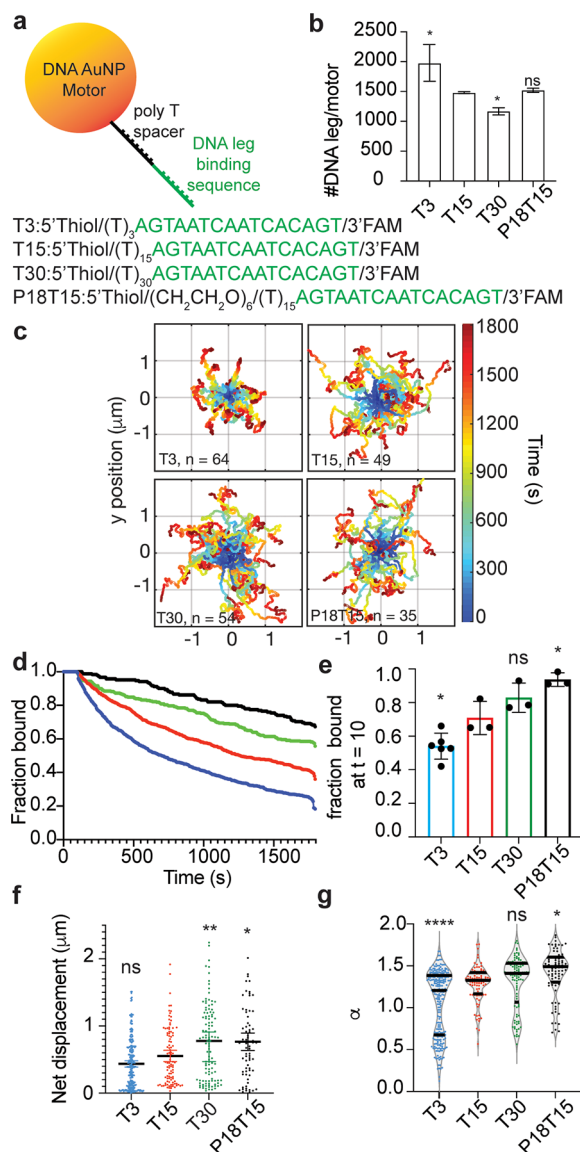 a
DNA AuNP
Motor
poly T
spacer
DNA leg
binding
sequence
b
#DNA leg/motor
2500
2000
1500
1000
500
0
*
*
ns
T3
T15
T30
P18T15
T3:5'Thiol/(T)3AGTAATCAATCACAGT/3'FAM
T15:5'Thiol/(T)15AGTAATCAATCACAGT/3'FAM
T30:5'Thiol/(T)30AGTAATCAATCACAGT/3'FAM
P18T15:5'Thiol/(CH2CH2O)6/(T)15AGTAATCAATCACAGT/3'FAM
c
y position (μm)
1
0
-1
1
0
-1
T3, n = 64
T15, n = 49
T30, n = 54
P18T15, n = 35
-1 0 1
-1 0 1
1800
1500
1200
900
600
300
0
Time (s)
d
Fraction bound
1.0
0.8
0.6
0.4
0.2
0.0
0 500 1000 1500
Time (s)
e
fraction bound
at t = 10
1.0
0.8
0.6
0.4
0.2
0.0
*
ns
*
T3
T15
T30
P18T15
f
Net displacement (μm)
2
1
0
ns
**
*
T3
T15
T30
P18T15
g
α
2.0
1.5
1.0
0.5
0.0
****
ns
*
T3
T15
T30
P18T15